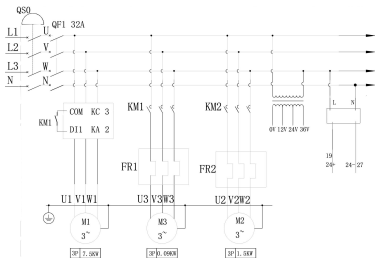 QS0
QF1 32A
L1 U
L2 V
L3 W
N N
COM KC 3
KM1
DI1 KA 2
KM1
KM2
FR1
FR2
0V 12V 24V 36V
L N
19
24+
24- 27
U1 V1W1
U3 V3W3
U2 V2W2
M1
3~
M3
3~
M2
3~
3P 7.5KW
3P 0.09KW
3P 1.5KW